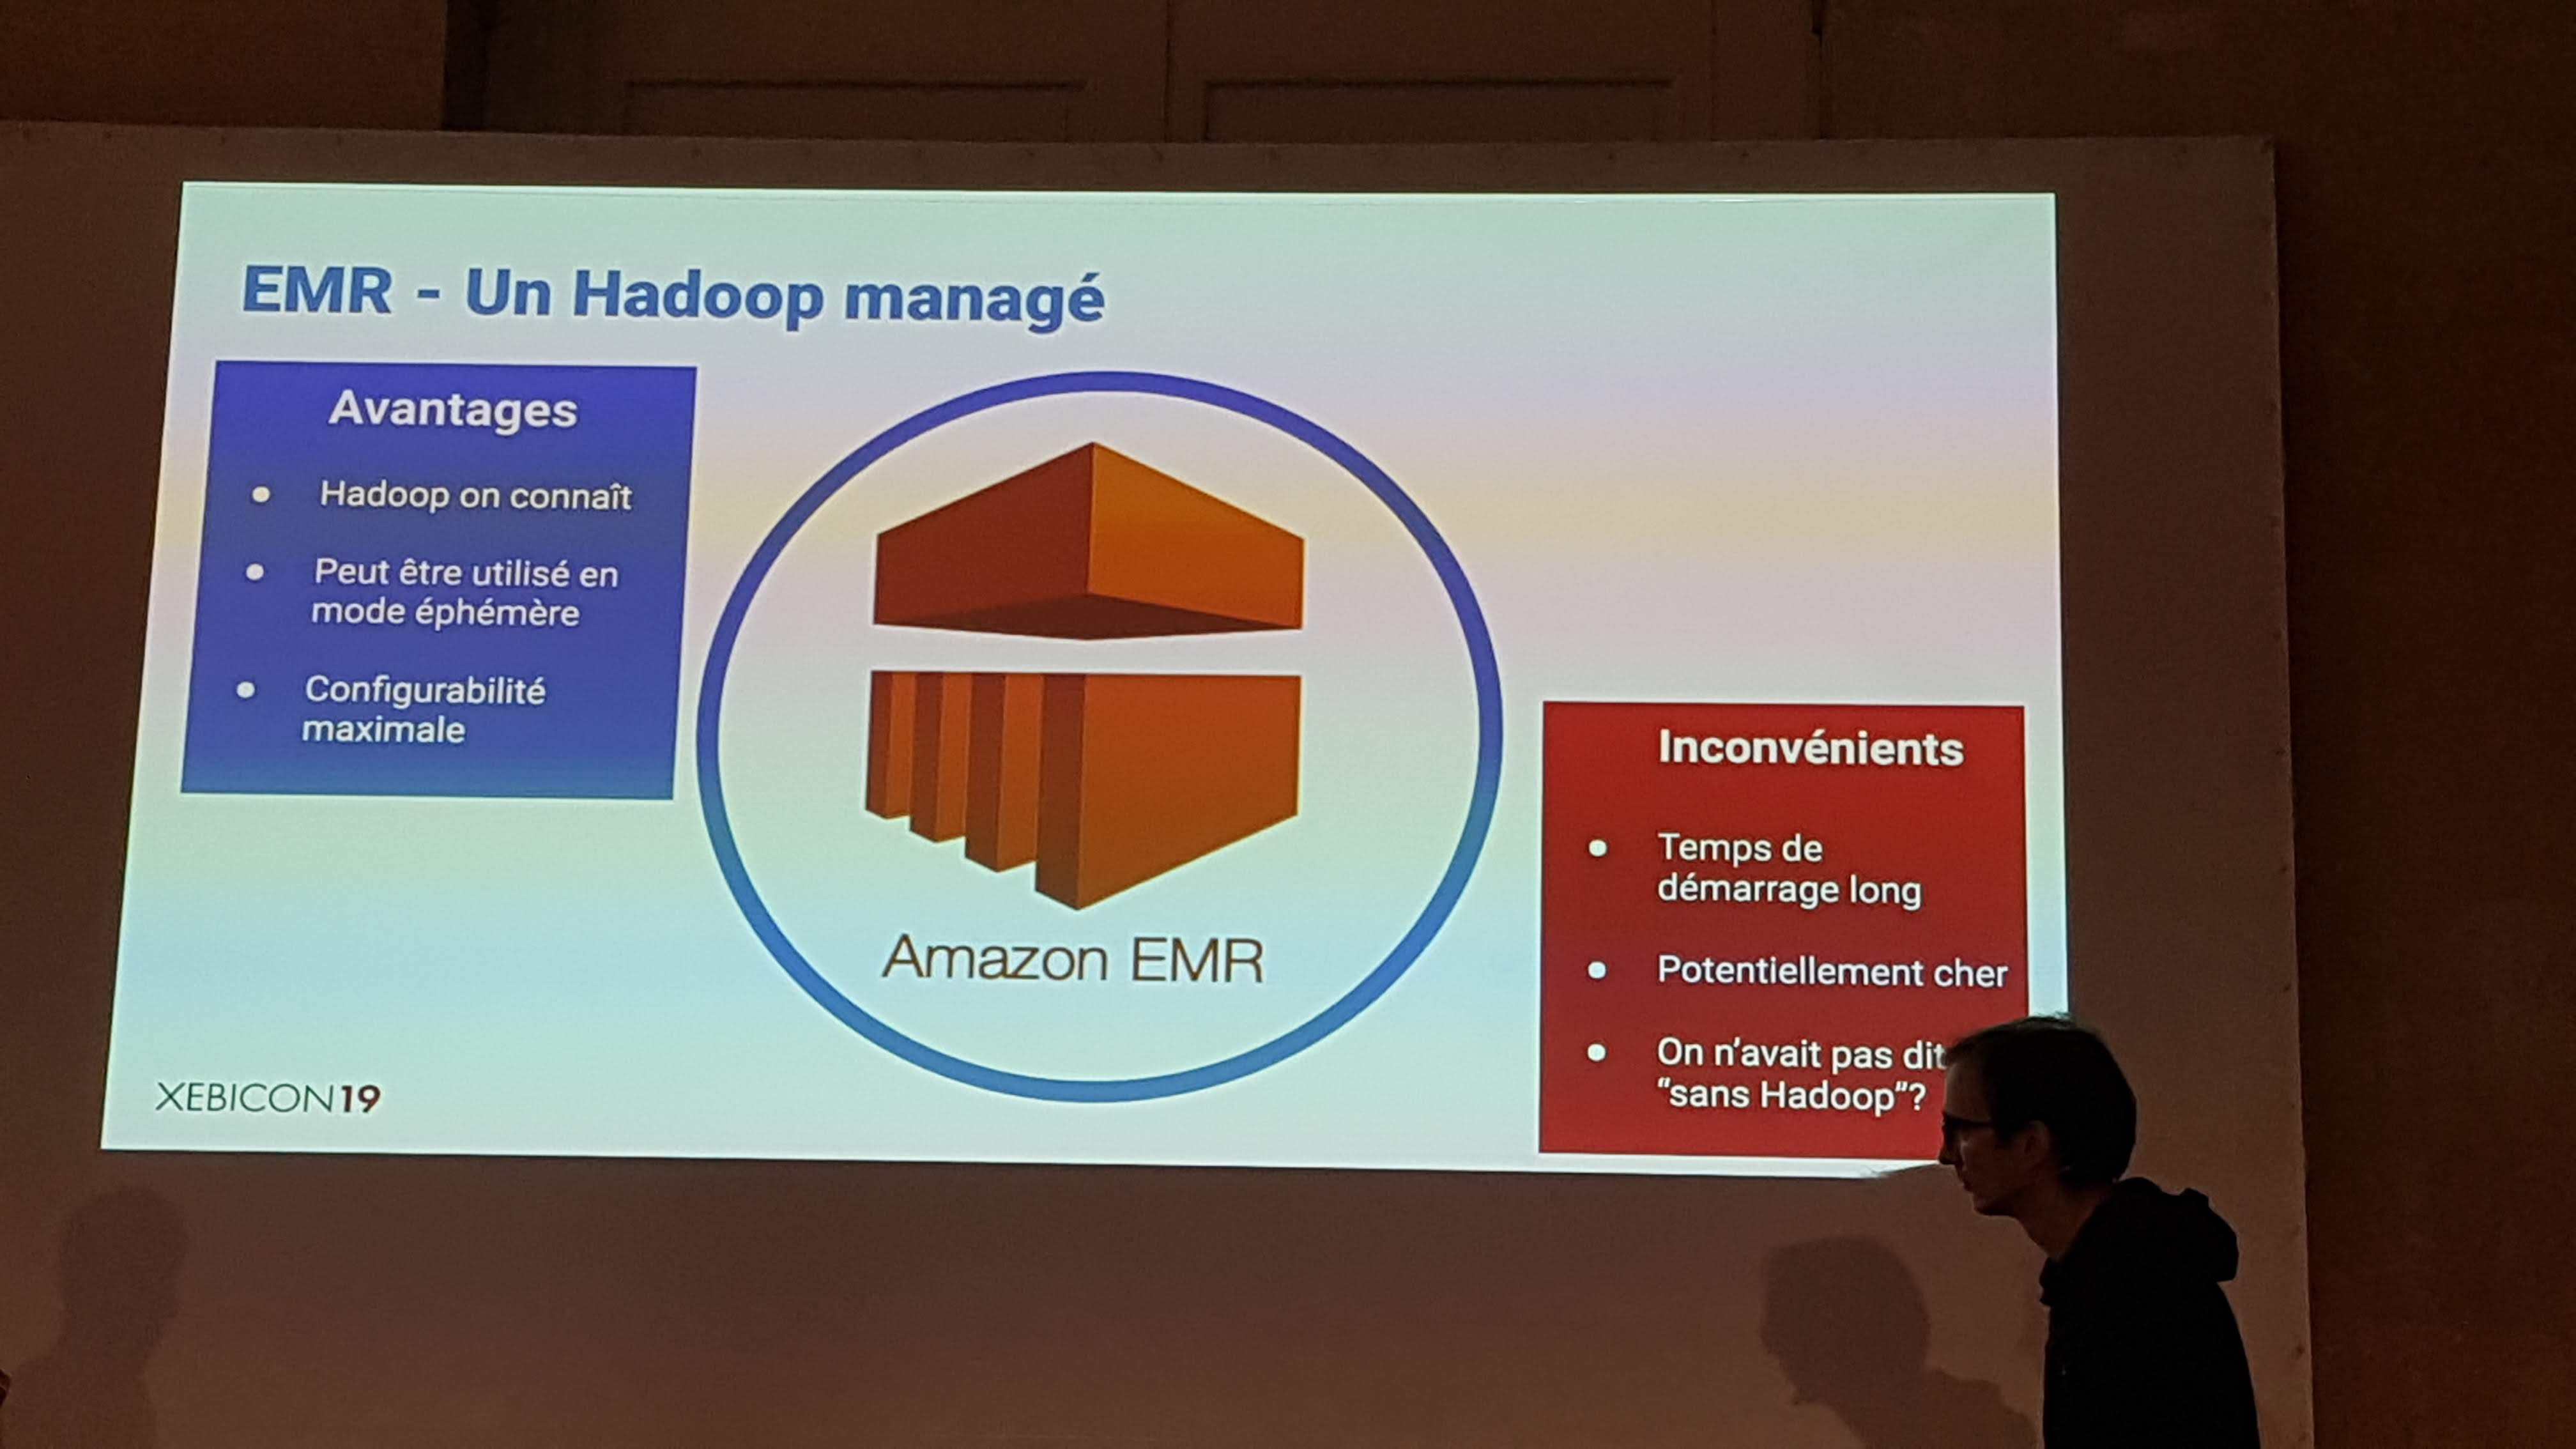 EMR - Un Hadoop managé
Avantages
Hadoop on connaît
Peut être utilisé en
mode éphémère
Configurabilité
maximale
Amazon EMR
Inconvénients
Temps de
démarrage long
Potentiellement cher
On n'avait pas dit
“sans Hadoop”?
XEBICON19